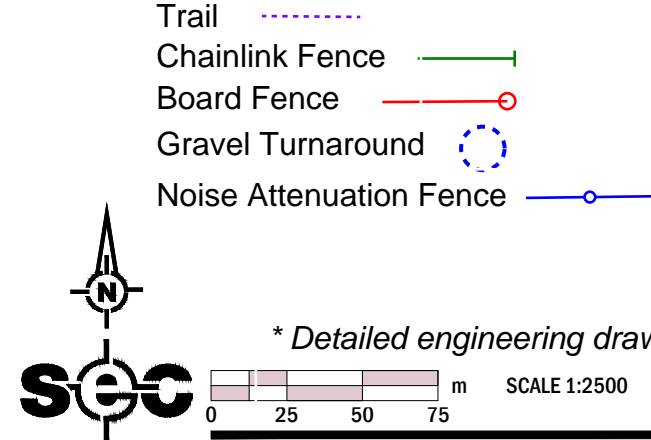 Trail
Chainlink Fence
Board Fence
Gravel Turnaround
Noise Attenuation Fence
N
* Detailed engineering draw
sec
m SCALE 1:2500
0 25 50 75